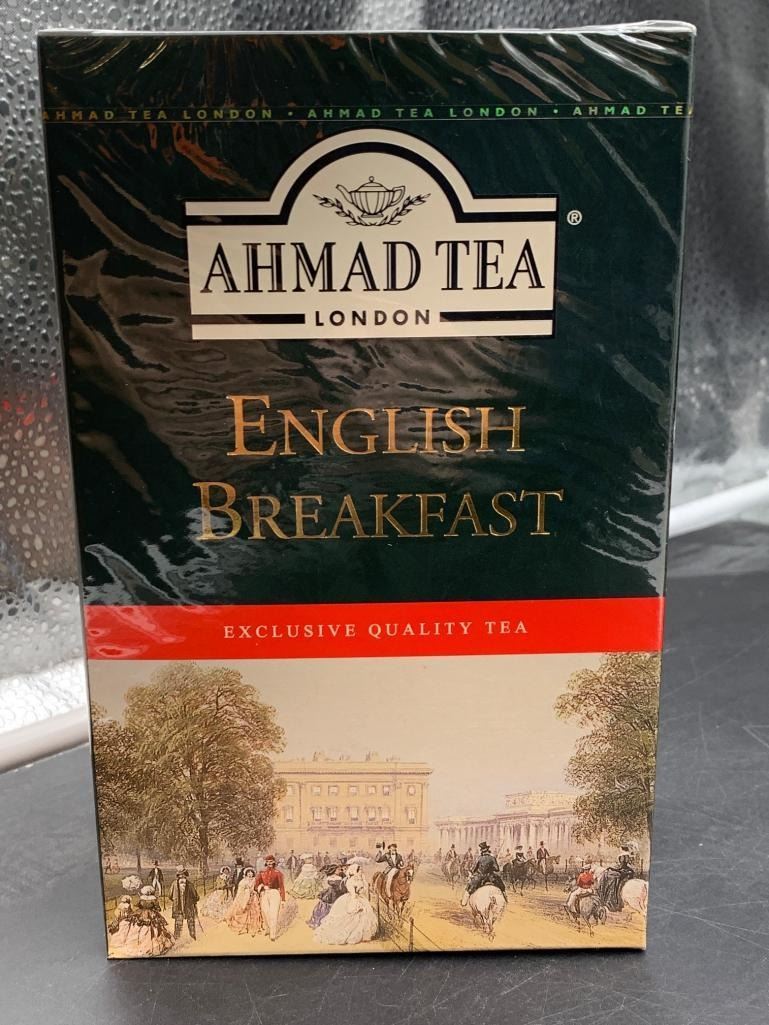 AHMAD TEA LONDON • AHMAD TEA LONDON • AHMAD TEA
®
AHMAD TEA
LONDON
ENGLISH
BREAKFAST
EXCLUSIVE QUALITY TEA